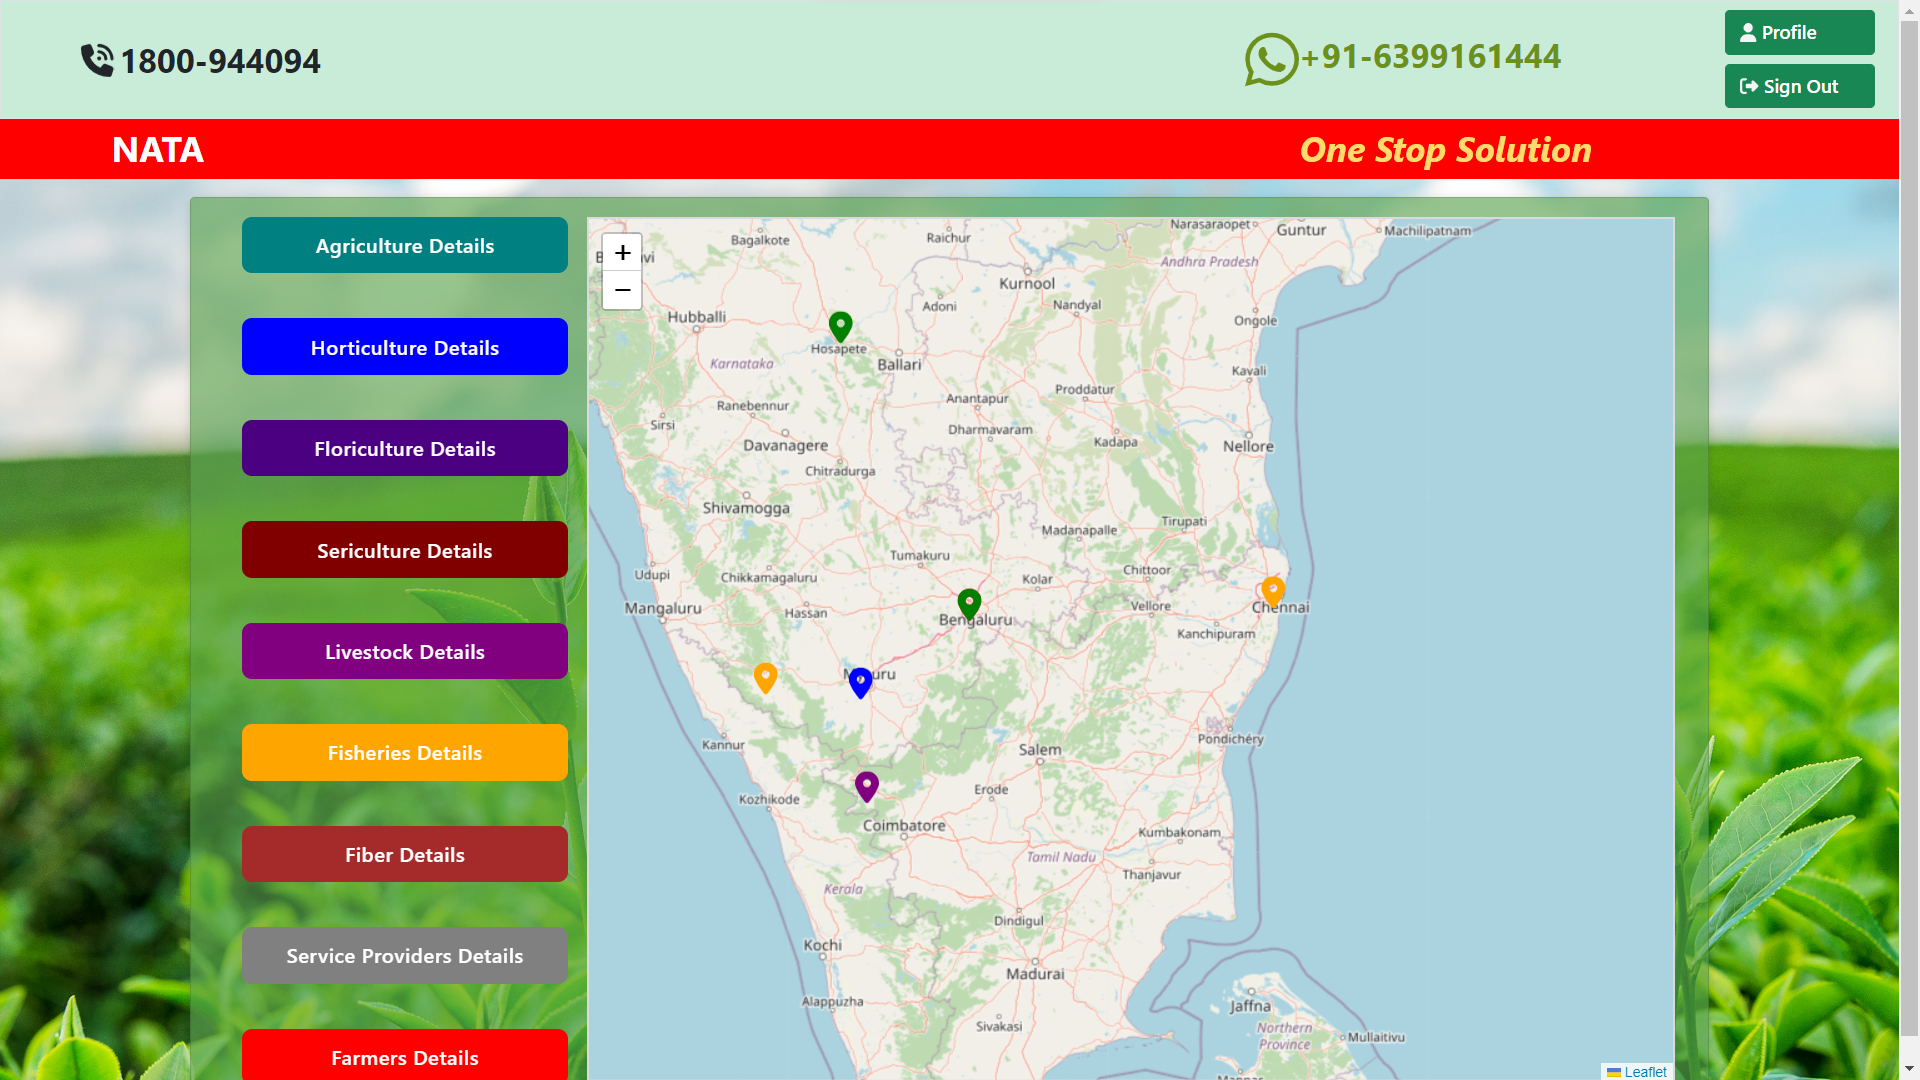 1800-944094
+91-6399161444
Profile
Sign Out
NATA
One Stop Solution
Agriculture Details
Horticulture Details
Floriculture Details
Sericulture Details
Livestock Details
Fisheries Details
Fiber Details
Service Providers Details
Farmers Details
+
−
Bagalkote
Raichur
Narasaraopet
Guntur
Machilipatnam
Andhra Pradesh
Kurnool
Adoni
Nandyal
Hubballi
Ongole
Hosapete
Karnataka
Ballari
Kavali
Proddatur
Anantapur
Ranebennur
Sirsi
Dharmavaram
Davanagere
Kadapa
Nellore
Chitradurga
Shivamogga
Tirupati
Madanapalle
Tumakuru
Chittoor
Udupi
Chikkamagaluru
Kolar
Mangaluru
Hassan
Vellore
Chennai
Bengaluru
Kanchipuram
Kannur
Salem
Pondichéry
Kozhikode
Erode
Coimbatore
Kumbakonam
Tamil Nadu
Thanjavur
Kerala
Dindigul
Kochi
Madurai
Alappuzha
Jaffna
Sivakasi
Northern
Province
Mullaitivu
Leaflet